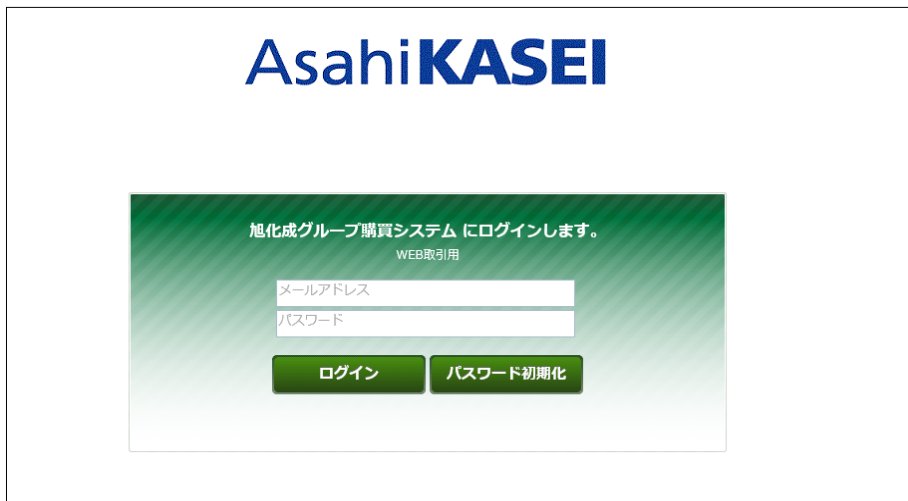 AsahiKASEI
旭化成グループ購買システム にログインします。
WEB取引用
メールアドレス
パスワード
ログイン
パスワード初期化